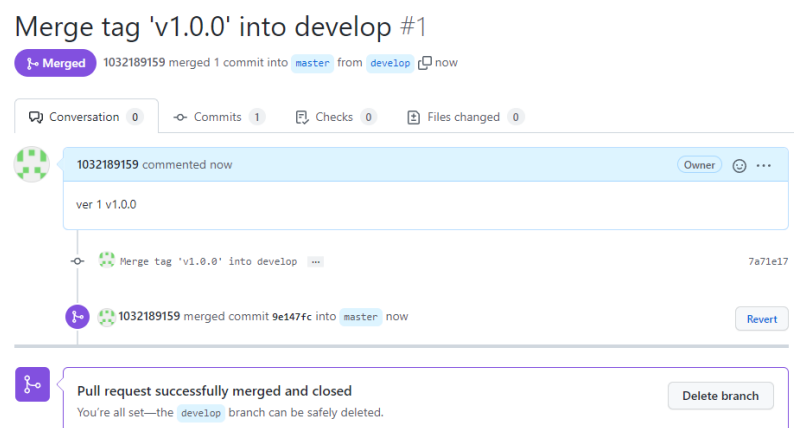 Merge tag 'v1.0.0' into develop #1
Merged 1032189159 merged 1 commit into master from develop now
Conversation 0 Commits 1 Checks 0 Files changed 0
1032189159 commented now Owner
ver 1 v1.0.0
Merge tag 'v1.0.0' into develop ... 7a71e17
1032189159 merged commit 9e147fc into master now Revert
Pull request successfully merged and closed
Delete branch
You're all set—the develop branch can be safely deleted.